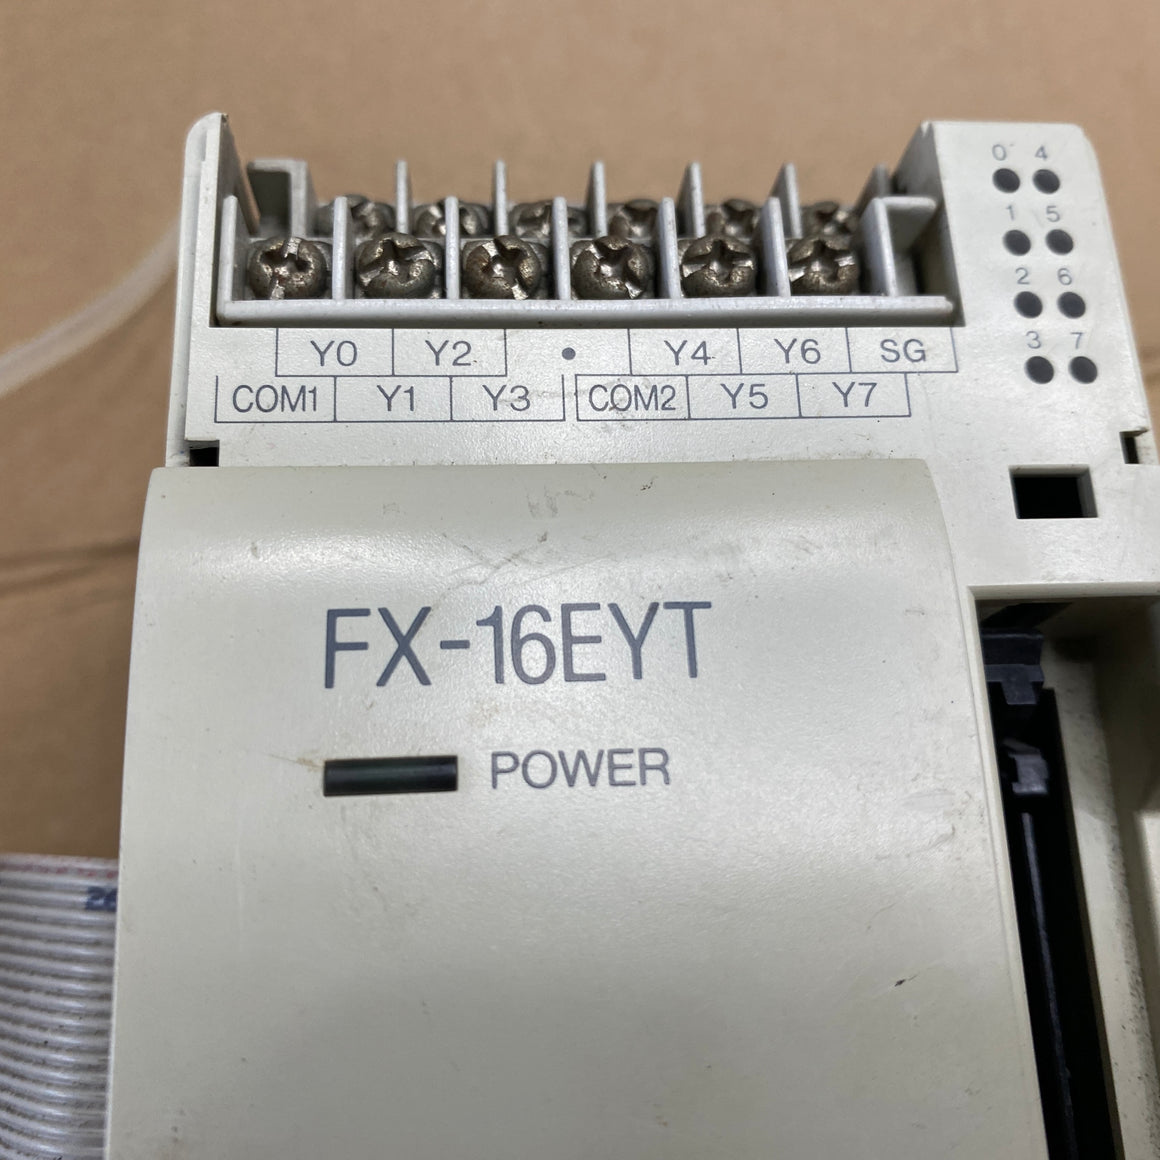 0 4
1 5
2 6
3 7
Y0 Y2 • Y4 Y6 SG
COM1 Y1 Y3 COM2 Y5 Y7
FX-16EYT
POWER